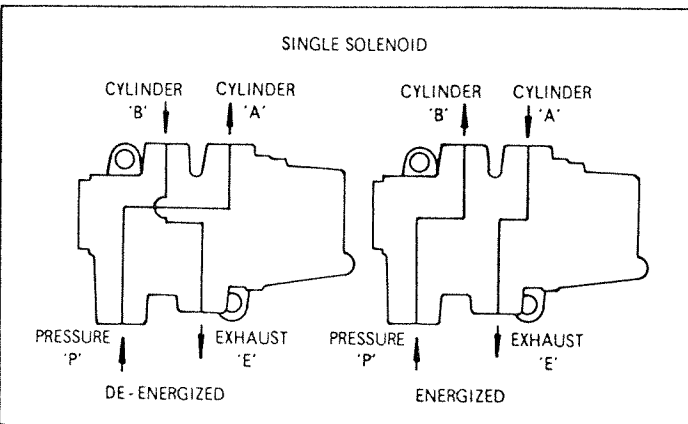 SINGLE SOLENOID
CYLINDER 'B'
CYLINDER 'A'
CYLINDER 'B'
CYLINDER 'A'
PRESSURE 'P'
EXHAUST 'E'
PRESSURE 'P'
EXHAUST 'E'
DE-ENERGIZED
ENERGIZED